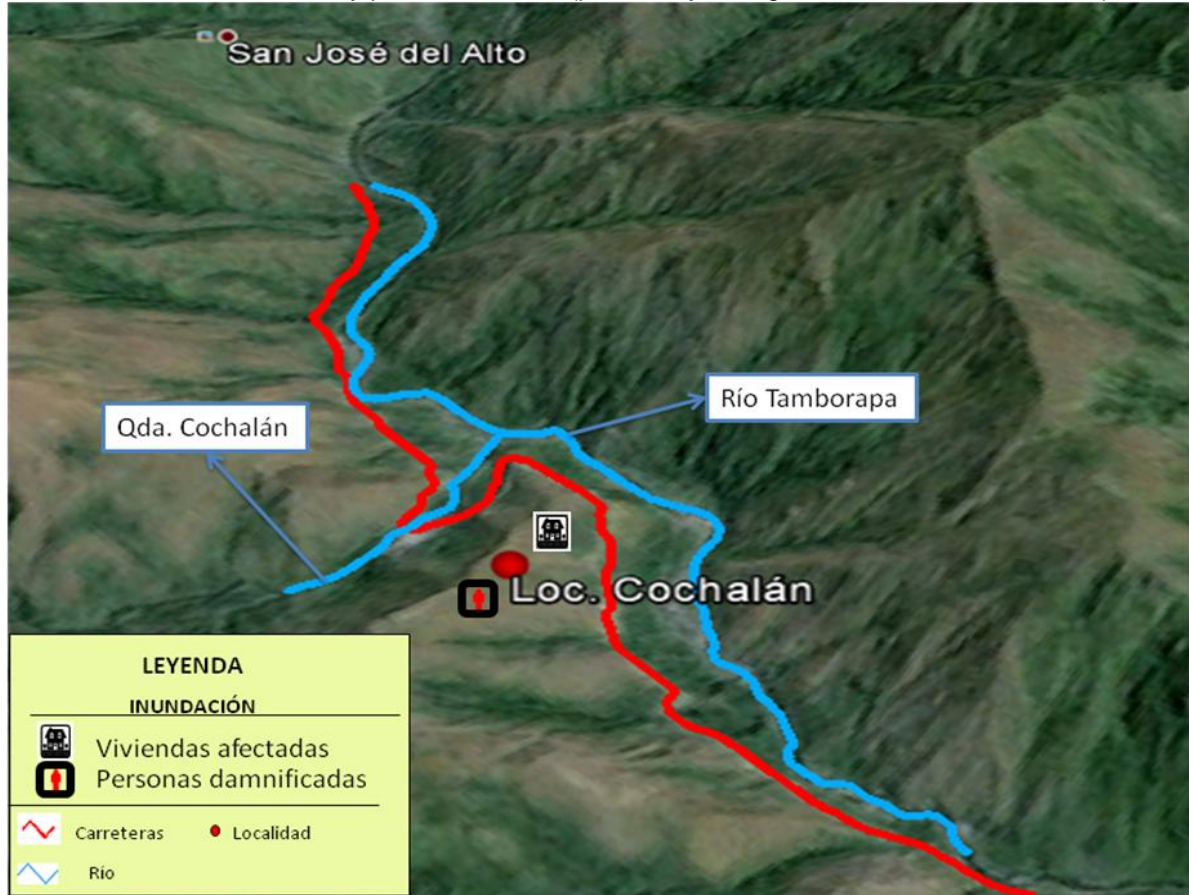 San José del Alto
Río Tamborapa
Qda. Cochalán
Loc. Cochalán
LEYENDA
INUNDACIÓN
Viviendas afectadas
Personas damnificadas
Carreteras
Localidad
Río